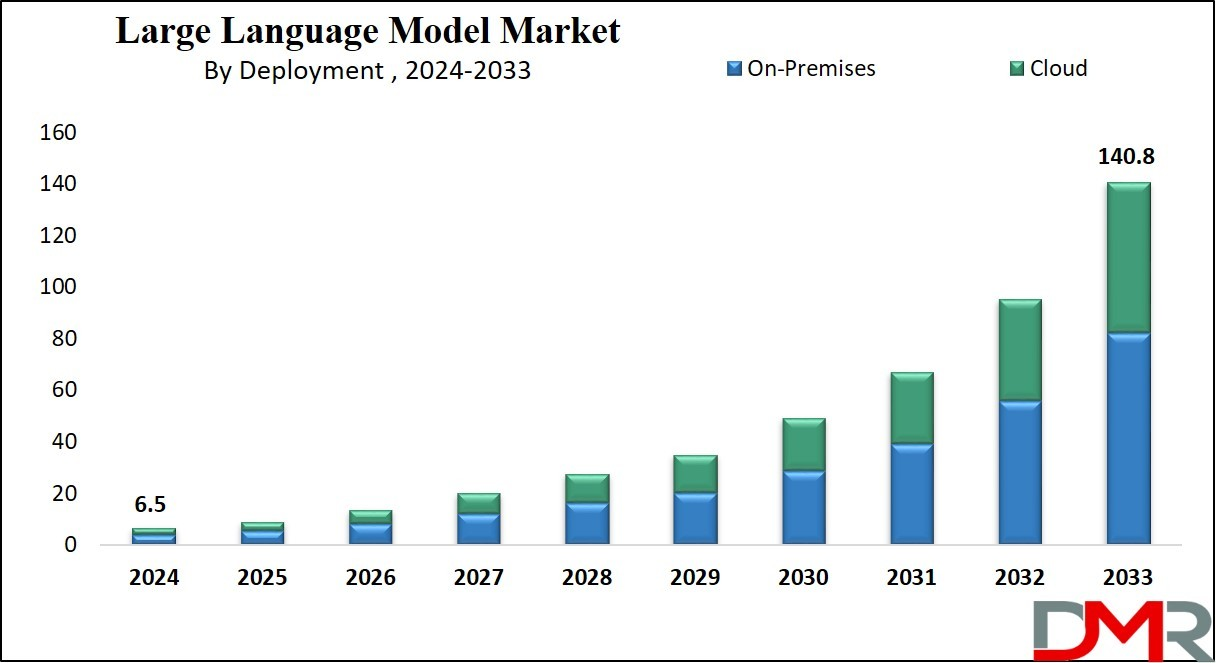 Large Language Model Market
By Deployment , 2024-2033
On-Premises Cloud
160
140.8
140
120
100
80
60
40
6.5
20
0
2024 2025 2026 2027 2028 2029 2030 2031 2032 2033
DMR